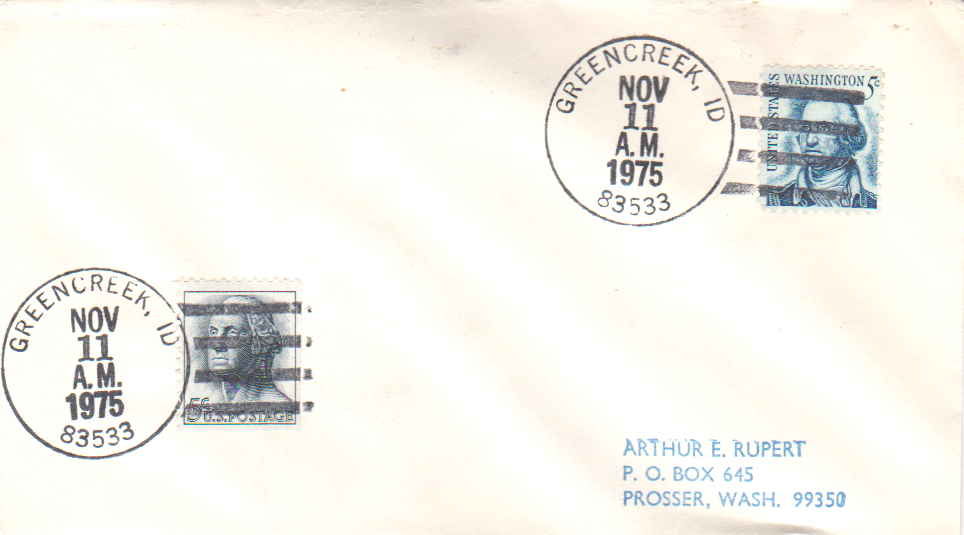 GREENCREEK, ID
NOV
11
A.M.
1975
83533
UNITED STATES
WASHINGTON 5c
GREENCREEK, ID
NOV
11
A.M.
1975
83533
5c
U.S. POSTAGE
ARTHUR E. RUPERT
P. O. BOX 645
PROSSER, WASH. 99350